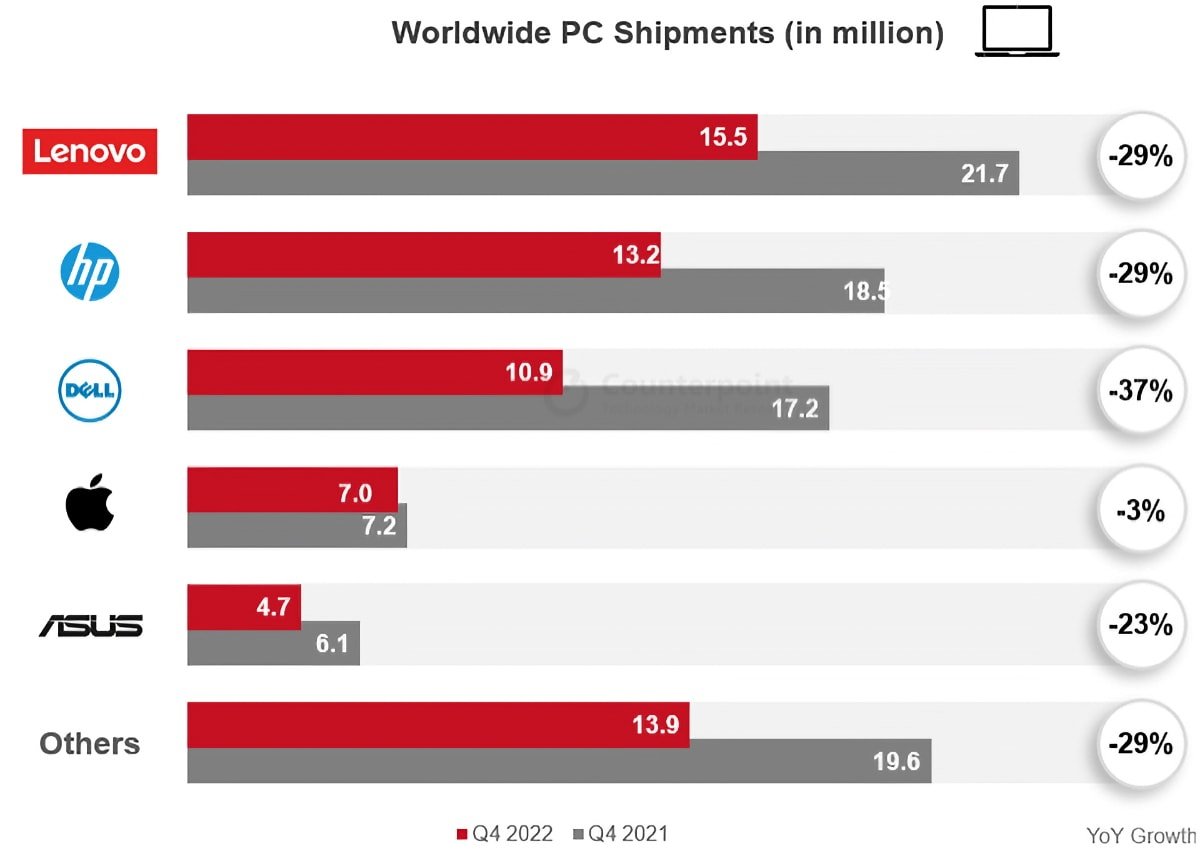 Worldwide PC Shipments (in million)
Lenovo
15.5
21.7
-29%
hp
13.2
18.5
-29%
DELL
10.9
17.2
-37%
Counterpoint
Technology Market
7.0
7.2
-3%
ASUS
4.7
6.1
-23%
Others
13.9
19.6
-29%
Q4 2022
Q4 2021
YoY Growth